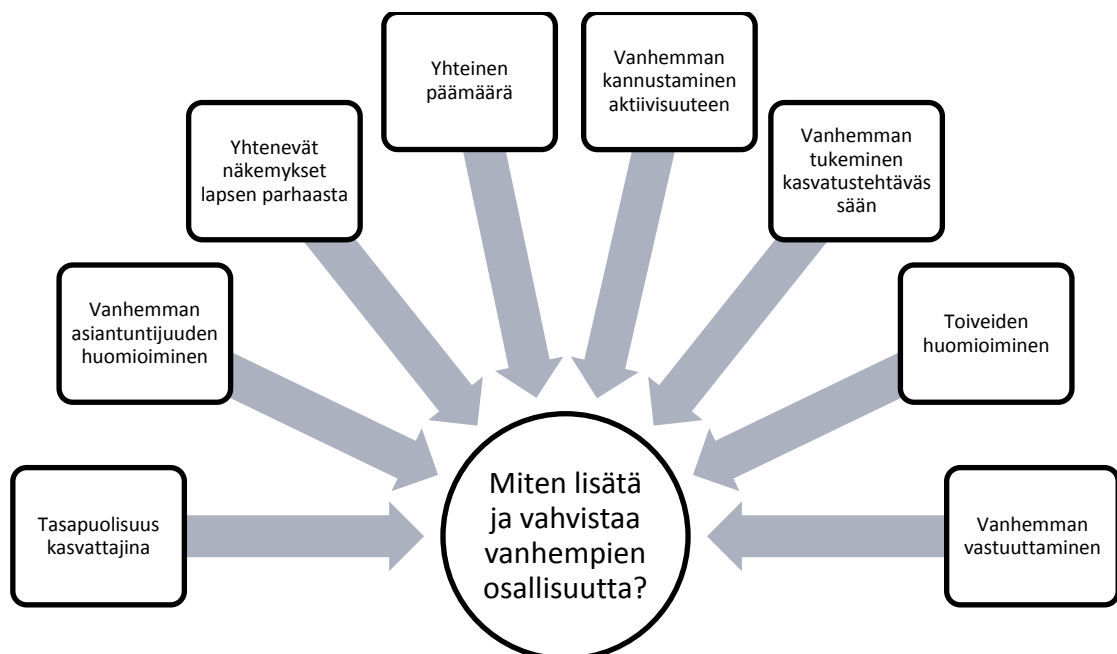 Tasapuolisuus
kasvattajina
Vanhemman
asiantuntijuuden
huomioiminen
Yhtenevät
näkemykset
lapsen parhaasta
Yhteinen
päämäärä
Vanhemman
kannustaminen
aktiivisuuteen
Vanhemman
tukeminen
kasvatustehtäväs
sään
Toiveiden
huomioiminen
Vanhemman
vastuuttaminen
Miten lisätä
ja vahvistaa
vanhempien
osallisuutta?